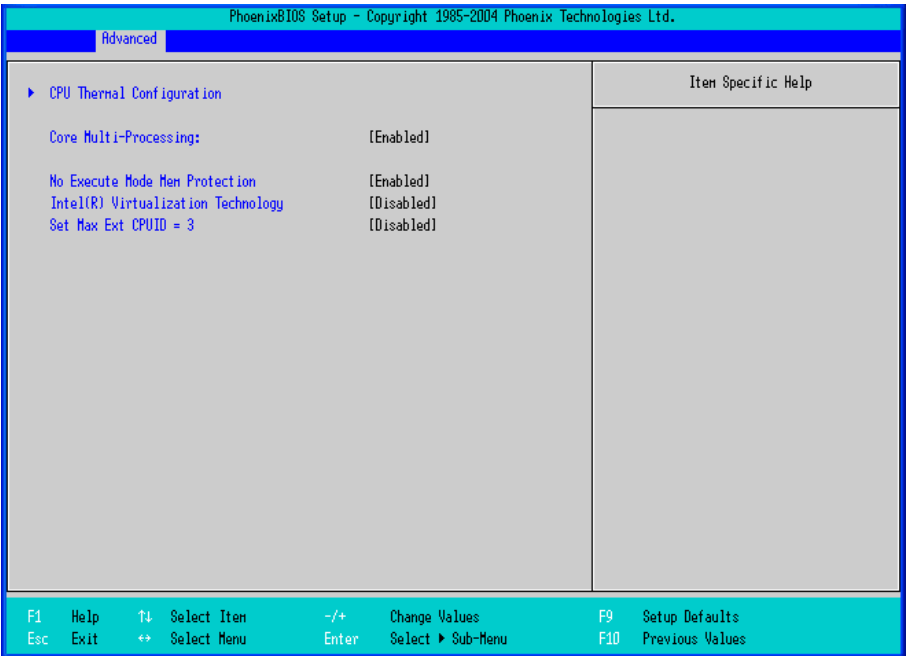 PhoenixBIOS Setup - Copyright 1985-2004 Phoenix Technologies Ltd.
Advanced
Item Specific Help
▶ CPU Thermal Configuration
Core Multi-Processing: [Enabled]
No Execute Mode Mem Protection [Enabled]
Intel(R) Virtualization Technology [Disabled]
Set Max Ext CPUID = 3 [Disabled]
F1 Help ↑↓ Select Item -/+ Change Values F9 Setup Defaults
Esc Exit ↔ Select Menu Enter Select ▶ Sub-Menu F10 Previous Values